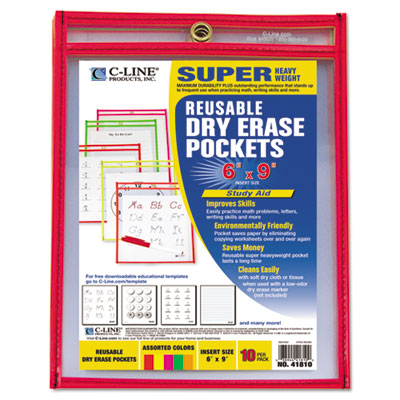 C-LINE
PRODUCTS, INC.
SUPER HEAVY WEIGHT
MAXIMUM DURABILITY PLUS outstanding performance that stands up
to frequent use when practicing math, writing skills and more.
REUSABLE
DRY ERASE
POCKETS
6" x 9"
INSERT SIZE
Study Aid
Improves Skills
Easily practice math problems, letters,
writing skills and more
Environmentally Friendly
Pocket saves paper by eliminating
copying worksheets over and over again
Saves Money
Reusable super heavyweight pocket
lasts a long time
Cleans Easily
with soft dry cloth or tissue
when used with a low-odor
dry erase marker
(not included)
For free downloadable educational templates
go to C-Line.com/template
and many more!
REUSABLE
DRY ERASE POCKETS
ASSORTED COLORS
INSERT SIZE
6" x 9"
10 PER PACK
NO. 41810